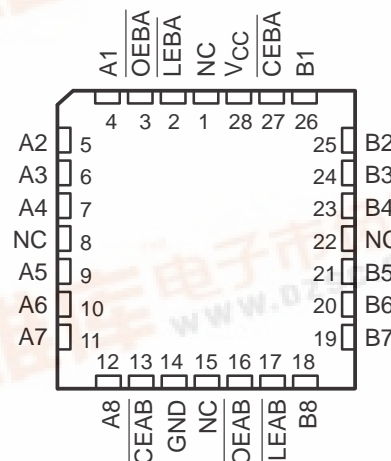 A1 OEBA LEBA NC VCC CEBA B1
4 3 2 1 28 27 26
A2 5 25 B2
A3 6 24 B3
A4 7 23 B4
NC 8 22 NC
A5 9 21 B5
A6 10 20 B6
A7 11 19 B7
12 13 14 15 16 17 18
A8 CEAB GND NC OEAB LEAB B8